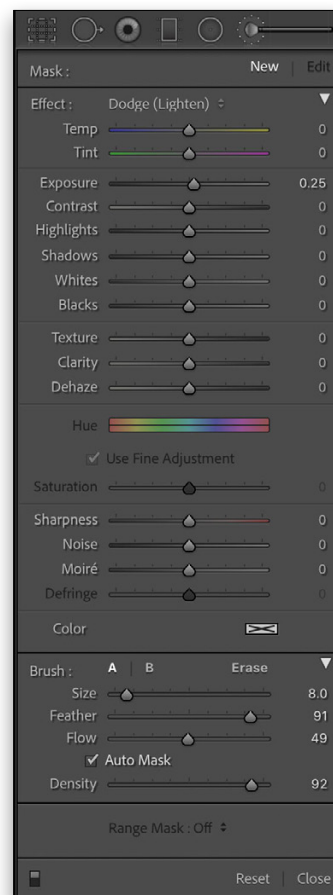 Mask : New | Edit
Effect : Dodge (Lighten)
Temp 0
Tint 0
Exposure 0.25
Contrast 0
Highlights 0
Shadows 0
Whites 0
Blacks 0
Texture 0
Clarity 0
Dehaze 0
Hue
Use Fine Adjustment
Saturation 0
Sharpness 0
Noise 0
Moiré 0
Defringe 0
Color
Brush : A | B Erase
Size 8.0
Feather 91
Flow 49
Auto Mask
Density 92
Range Mask : Off
Reset | Close